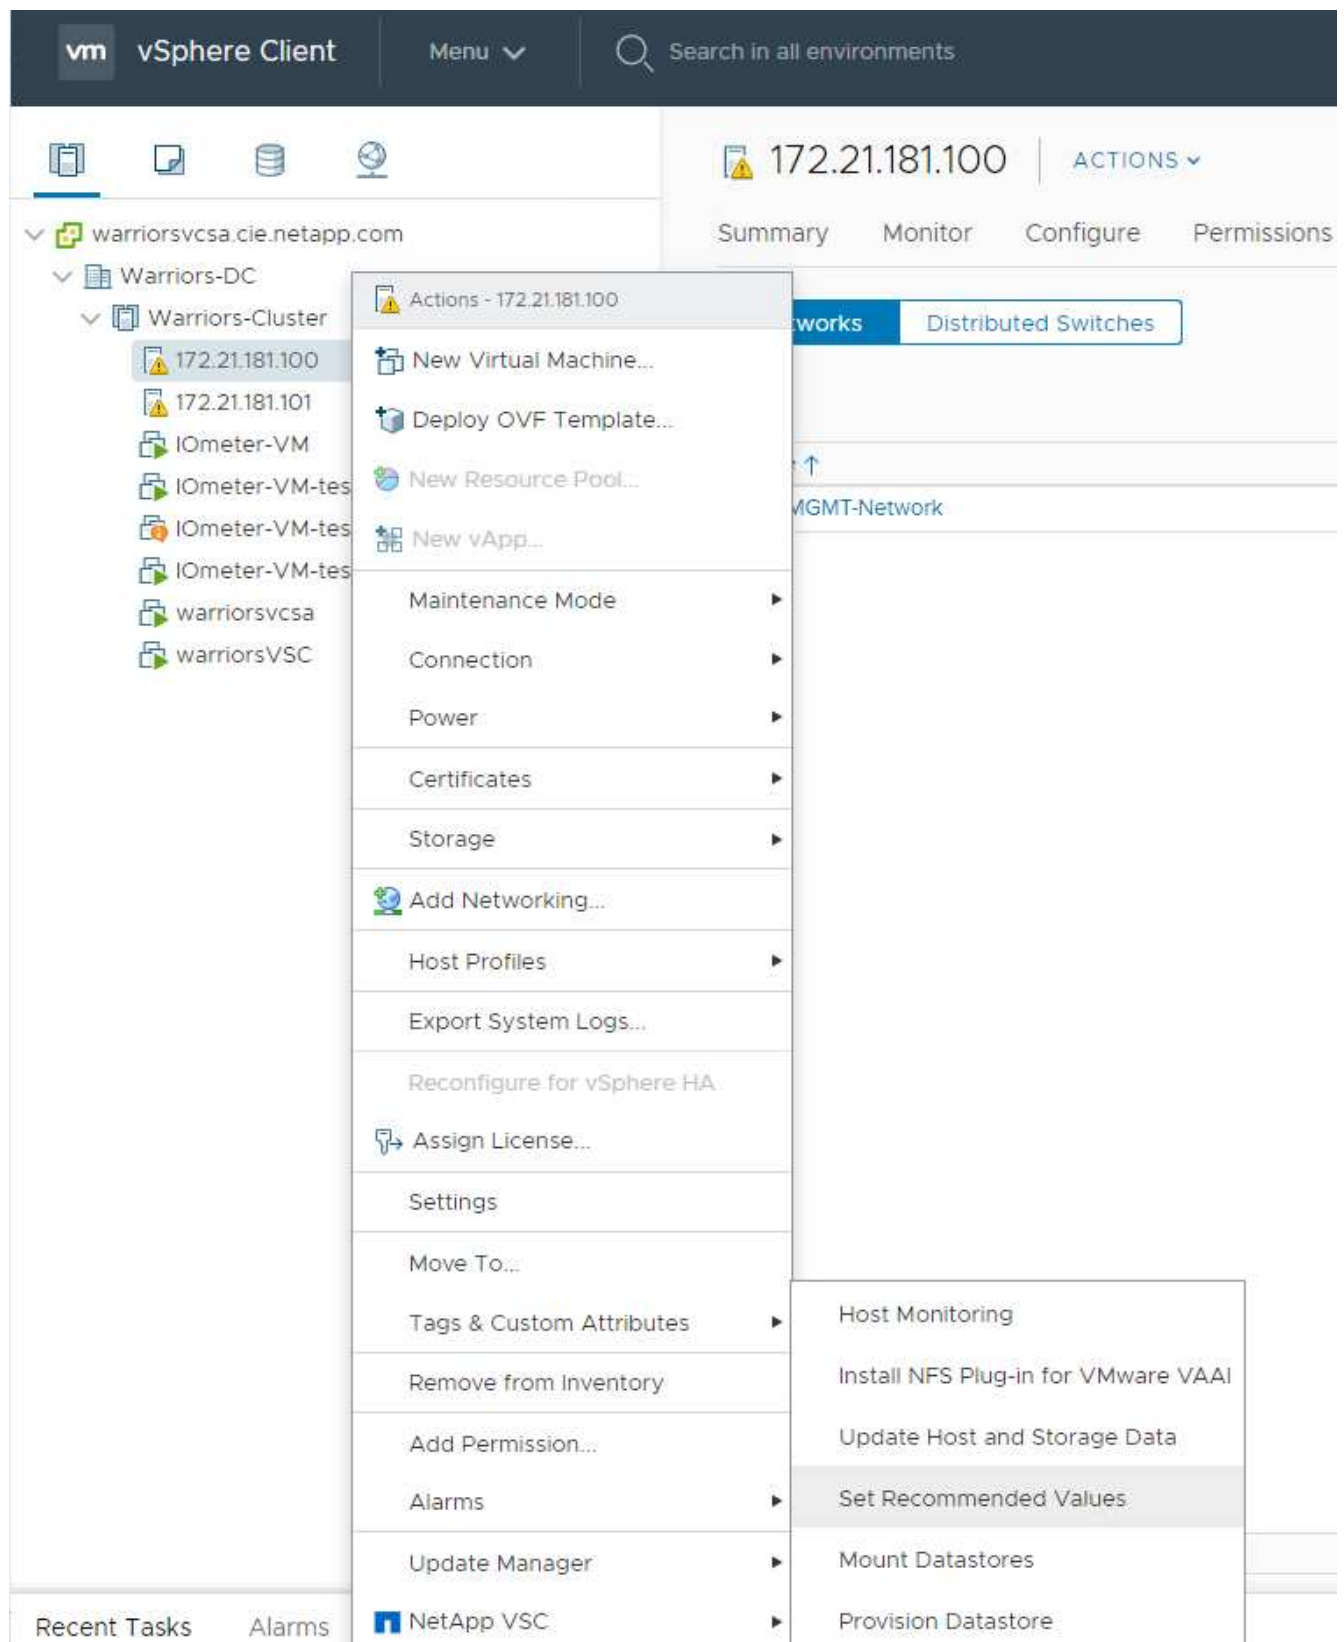 vm vSphere Client Menu Search in all environments
172.21.181.100 ACTIONS
Summary Monitor Configure Permissions
warriorsvcsa.cie.netapp.com
Warriors-DC
Warriors-Cluster
172.21.181.100
172.21.181.101
IOmeter-VM
IOmeter-VM-tes
IOmeter-VM-tes
IOmeter-VM-tes
warriorsvcsa
warriorsVSC
Actions - 172.21.181.100
New Virtual Machine...
Deploy OVF Template...
New Resource Pool...
New vApp...
Maintenance Mode
Connection
Power
Certificates
Storage
Add Networking...
Host Profiles
Export System Logs...
Reconfigure for vSphere HA
Assign License...
Settings
Move To...
Tags & Custom Attributes
Remove from Inventory
Add Permission...
Alarms
Update Manager
NetApp VSC
tworks Distributed Switches
MGMT-Network
Host Monitoring
Install NFS Plug-in for VMware VAAI
Update Host and Storage Data
Set Recommended Values
Mount Datastores
Provision Datastore
Recent Tasks Alarms